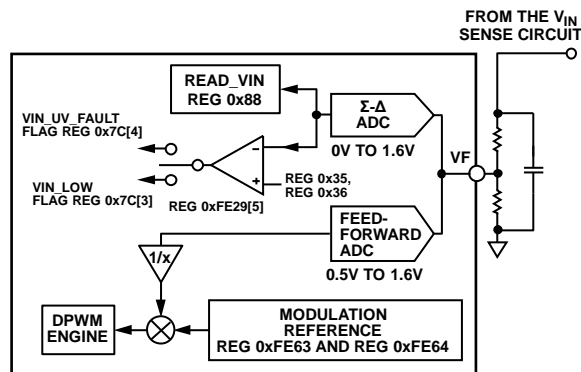 FROM THE VIN
SENSE CIRCUIT
READ_VIN
REG 0x88
Σ-Δ
ADC
0V TO 1.6V
VIN_UV_FAULT
FLAG REG 0x7C[4]
VIN_LOW
FLAG REG 0x7C[3]
–
+
REG 0x35,
REG 0x36
REG 0xFE29[5]
VF
FEED-
FORWARD
ADC
0.5V TO 1.6V
1/x
DPWM
ENGINE
MODULATION
REFERENCE
REG 0xFE63 AND REG 0xFE64